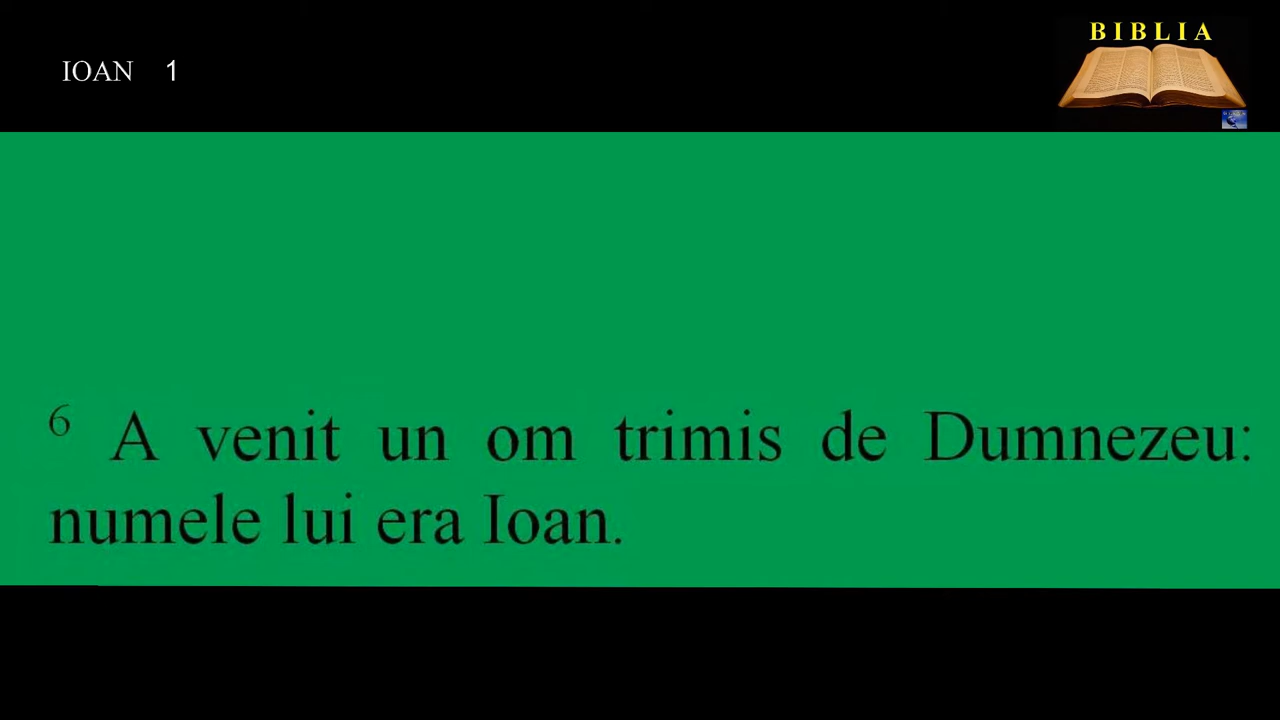 BIBLIA
IOAN 1
6 A venit un om trimis de Dumnezeu:
numele lui era Ioan.